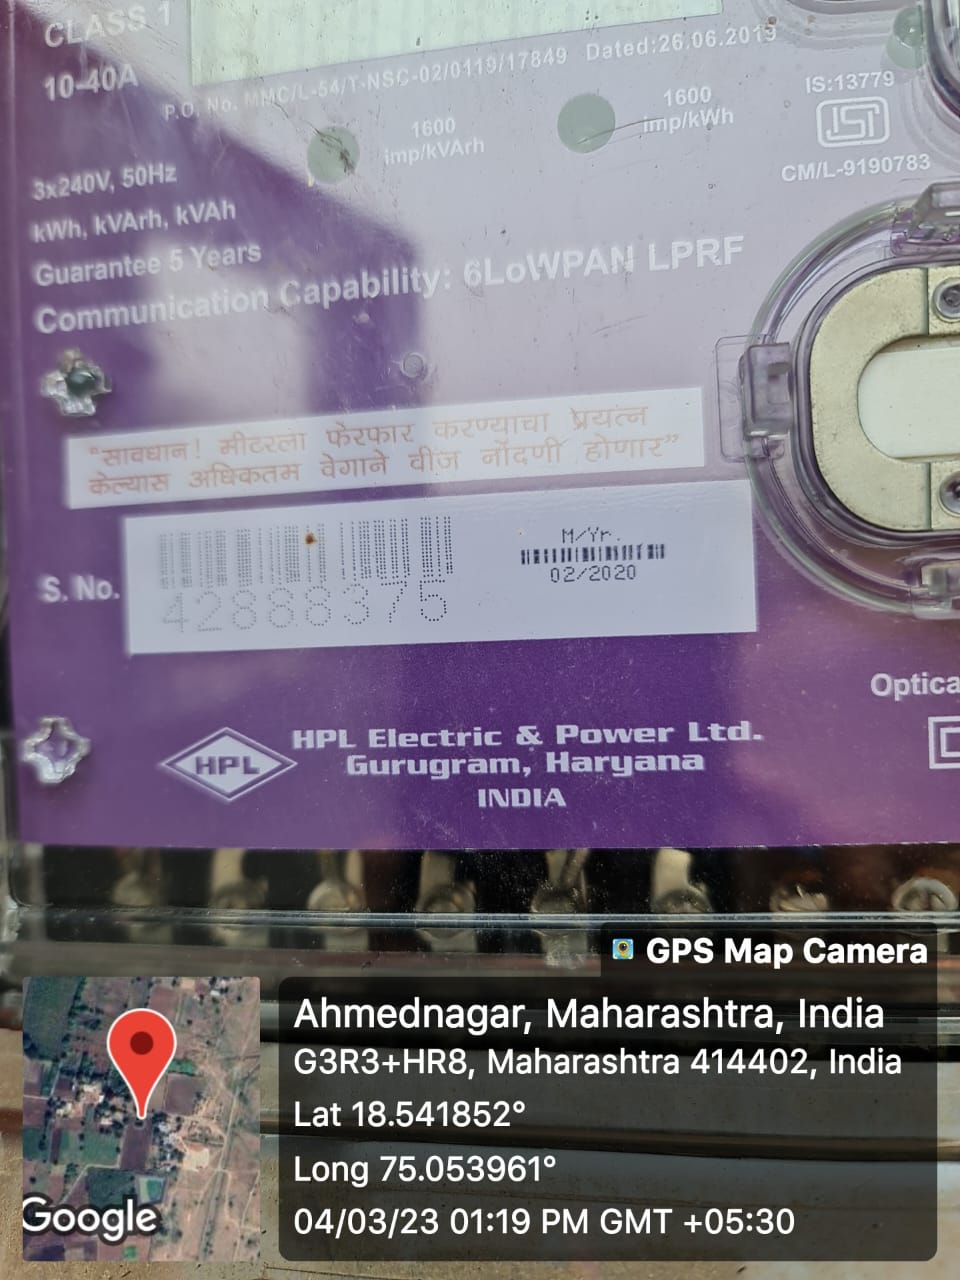 CLASS 1
10-40A
P.O. No. MMC/L-54/T-NSC-02/0119/17849 Dated:26.06.2019
1600
imp/kVArh
1600
imp/kWh
IS:13779
ISI
CM/L-9190783
3x240V, 50Hz
kWh, kVArh, kVAh
Guarantee 5 Years
Communication Capability: 6LoWPAN LPRF
"सावधान! मीटरला फेरफार करण्याचा प्रयत्न
केल्यास अधिकतम वेगाने वीज नोंदणी होणार"
S. No.
42888375
M/Yr.
02/2020
Optica
HPL
HPL Electric & Power Ltd.
Gurugram, Haryana
INDIA
GPS Map Camera
Ahmednagar, Maharashtra, India
G3R3+HR8, Maharashtra 414402, India
Lat 18.541852°
Long 75.053961°
04/03/23 01:19 PM GMT +05:30
Google